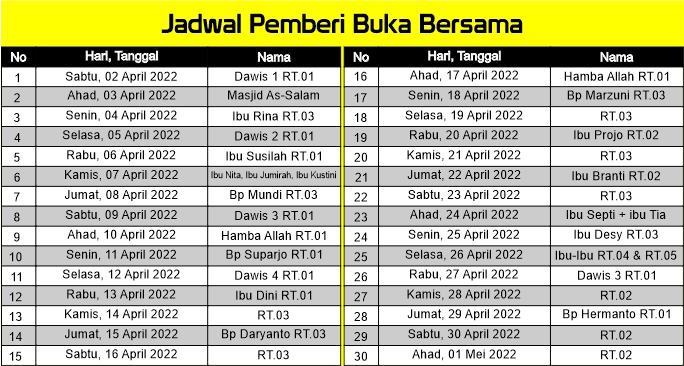 Jadwal Pemberi Buka Bersama
No Hari, Tanggal Nama
1 Sabtu, 02 April 2022 Dawis 1 RT.01
2 Ahad, 03 April 2022 Masjid As-Salam
3 Senin, 04 April 2022 Ibu Rina RT.03
4 Selasa, 05 April 2022 Dawis 2 RT.01
5 Rabu, 06 April 2022 Ibu Susilah RT.01
6 Kamis, 07 April 2022 Ibu Nita, Ibu Jumirah, Ibu Kustini
7 Jumat, 08 April 2022 Bp Mundi RT.03
8 Sabtu, 09 April 2022 Dawis 3 RT.01
9 Ahad, 10 April 2022 Hamba Allah RT.01
10 Senin, 11 April 2022 Bp Suparjo RT.01
11 Selasa, 12 April 2022 Dawis 4 RT.01
12 Rabu, 13 April 2022 Ibu Dini RT.01
13 Kamis, 14 April 2022 RT.03
14 Jumat, 15 April 2022 Bp Daryanto RT.03
15 Sabtu, 16 April 2022 RT.03
No Hari, Tanggal Nama
16 Ahad, 17 April 2022 Hamba Allah RT.01
17 Senin, 18 April 2022 Bp Marzuni RT.03
18 Selasa, 19 April 2022 RT.03
19 Rabu, 20 April 2022 Ibu Projo RT.02
20 Kamis, 21 April 2022 RT.03
21 Jumat, 22 April 2022 Ibu Branti RT.02
22 Sabtu, 23 April 2022 RT.03
23 Ahad, 24 April 2022 Ibu Septi + ibu Tia
24 Senin, 25 April 2022 Ibu Desy RT.03
25 Selasa, 26 April 2022 Ibu-Ibu RT.04 & RT.05
26 Rabu, 27 April 2022 Dawis 3 RT.01
27 Kamis, 28 April 2022 RT.02
28 Jumat, 29 April 2022 Bp Hermanto RT.01
29 Sabtu, 30 April 2022 RT.02
30 Ahad, 01 Mei 2022 RT.02